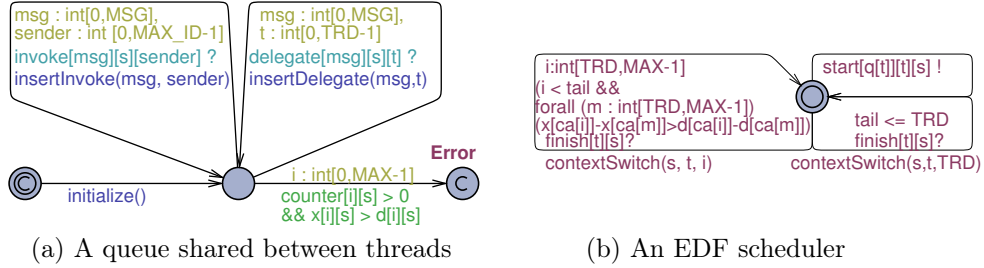 msg : int[0,MSG],
sender : int [0,MAX_ID-1]
invoke[msg][s][sender] ?
insertInvoke(msg, sender)
msg : int[0,MSG],
t : int[0,TRD-1]
delegate[msg][s][t] ?
insertDelegate(msg,t)
C
initialize()
i : int[0,MAX-1]
counter[i][s] > 0
&& x[i][s] > d[i][s]
Error
C
(a) A queue shared between threads
i:int[TRD,MAX-1]
(i < tail &&
forall (m : int[TRD,MAX-1])
(x[ca[i]]-x[ca[m]]>d[ca[i]]-d[ca[m]])
finish[t][s]?
contextSwitch(s, t, i)
start[q[t]][t][s] !
tail <= TRD
finish[t][s]?
contextSwitch(s,t,TRD)
(b) An EDF scheduler